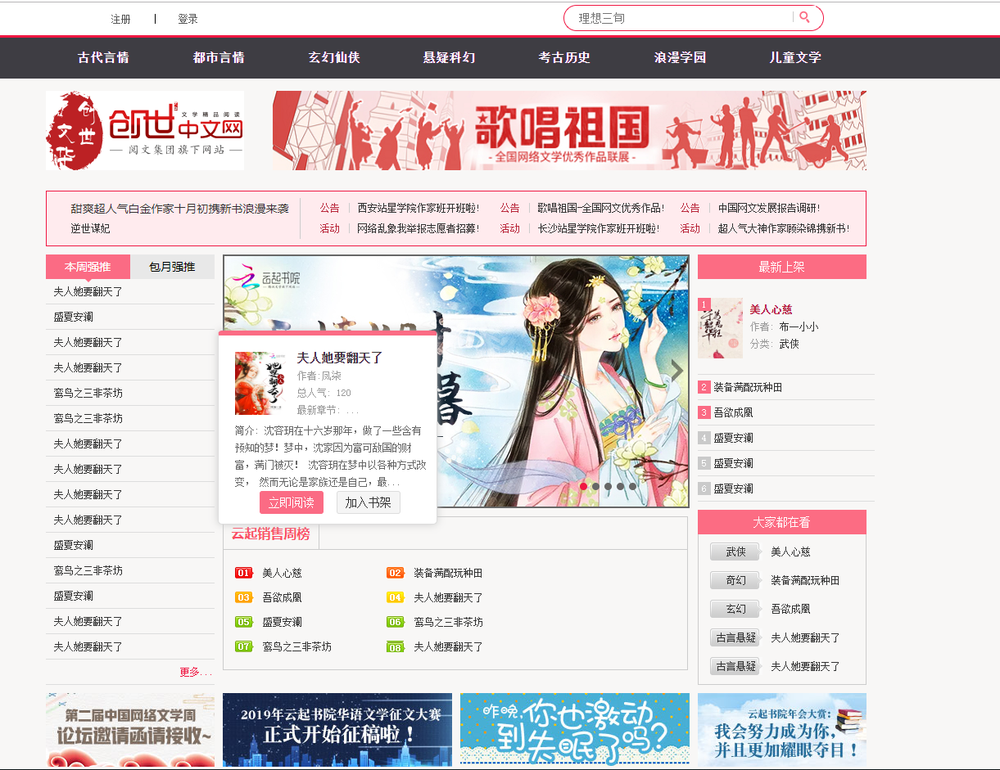 注册 | 登录
理想三旬
古代言情 都市言情 玄幻仙侠 悬疑科幻 考古历史 浪漫学园 儿童文学
创世文华
创世中文网
文学精品阅读
— 阅文集团旗下网站 —
歌唱祖国
- 全国网络文学优秀作品联展 -
甜爽超人气白金作家十月初携新书浪漫来袭
逆世谋妃
公告 西安站星学院作家班开班啦! 公告 歌唱祖国-全国网文优秀作品! 公告 中国网文发展报告调研!
活动 网络乱象我举报志愿者招募! 活动 长沙站星学院作家班开班啦! 活动 超人气大神作家顾染锦携新书!
本周强推 包月强推
夫人她要翻天了
盛夏安澜
夫人她要翻天了
夫人她要翻天了
鸾鸟之三非茶坊
鸾鸟之三非茶坊
夫人她要翻天了
夫人她要翻天了
夫人她要翻天了
夫人她要翻天了
盛夏安澜
鸾鸟之三非茶坊
盛夏安澜
夫人她要翻天了
夫人她要翻天了
更多...
云起书院
暮
夫人她要翻天了
作者:凤柒
总人气: 120
最新章节: ...
简介: 沈容玥在十六岁那年，做了一些含有
预知的梦! 梦中，沈家因为富可敌国的财
富，满门被灭! 沈容玥在梦中以各种方式改
变， 然而无论是家族还是自己，最...
立即阅读 加入书架
云起销售周榜
01 美人心慈 02 装备满配玩种田
03 吾欲成凰 04 夫人她要翻天了
05 盛夏安澜 06 鸾鸟之三非茶坊
07 鸾鸟之三非茶坊 08 夫人她要翻天了
最新上架
1 美人心慈
作者: 布一小小
分类: 武侠
2 装备满配玩种田
3 吾欲成凰
4 盛夏安澜
5 盛夏安澜
6 盛夏安澜
大家都在看
武侠 美人心慈
奇幻 装备满配玩种田
玄幻 吾欲成凰
古言悬疑 夫人她要翻天了
古言悬疑 夫人她要翻天了
第二届中国网络文学周
论坛邀请函请接收~
2019年云起书院华语文学征文大赛
正式开始征稿啦！
昨晚你也激动
到失眠了吗?
云起书院年会大赏:
我会努力成为你,
并且更加耀眼夺目！